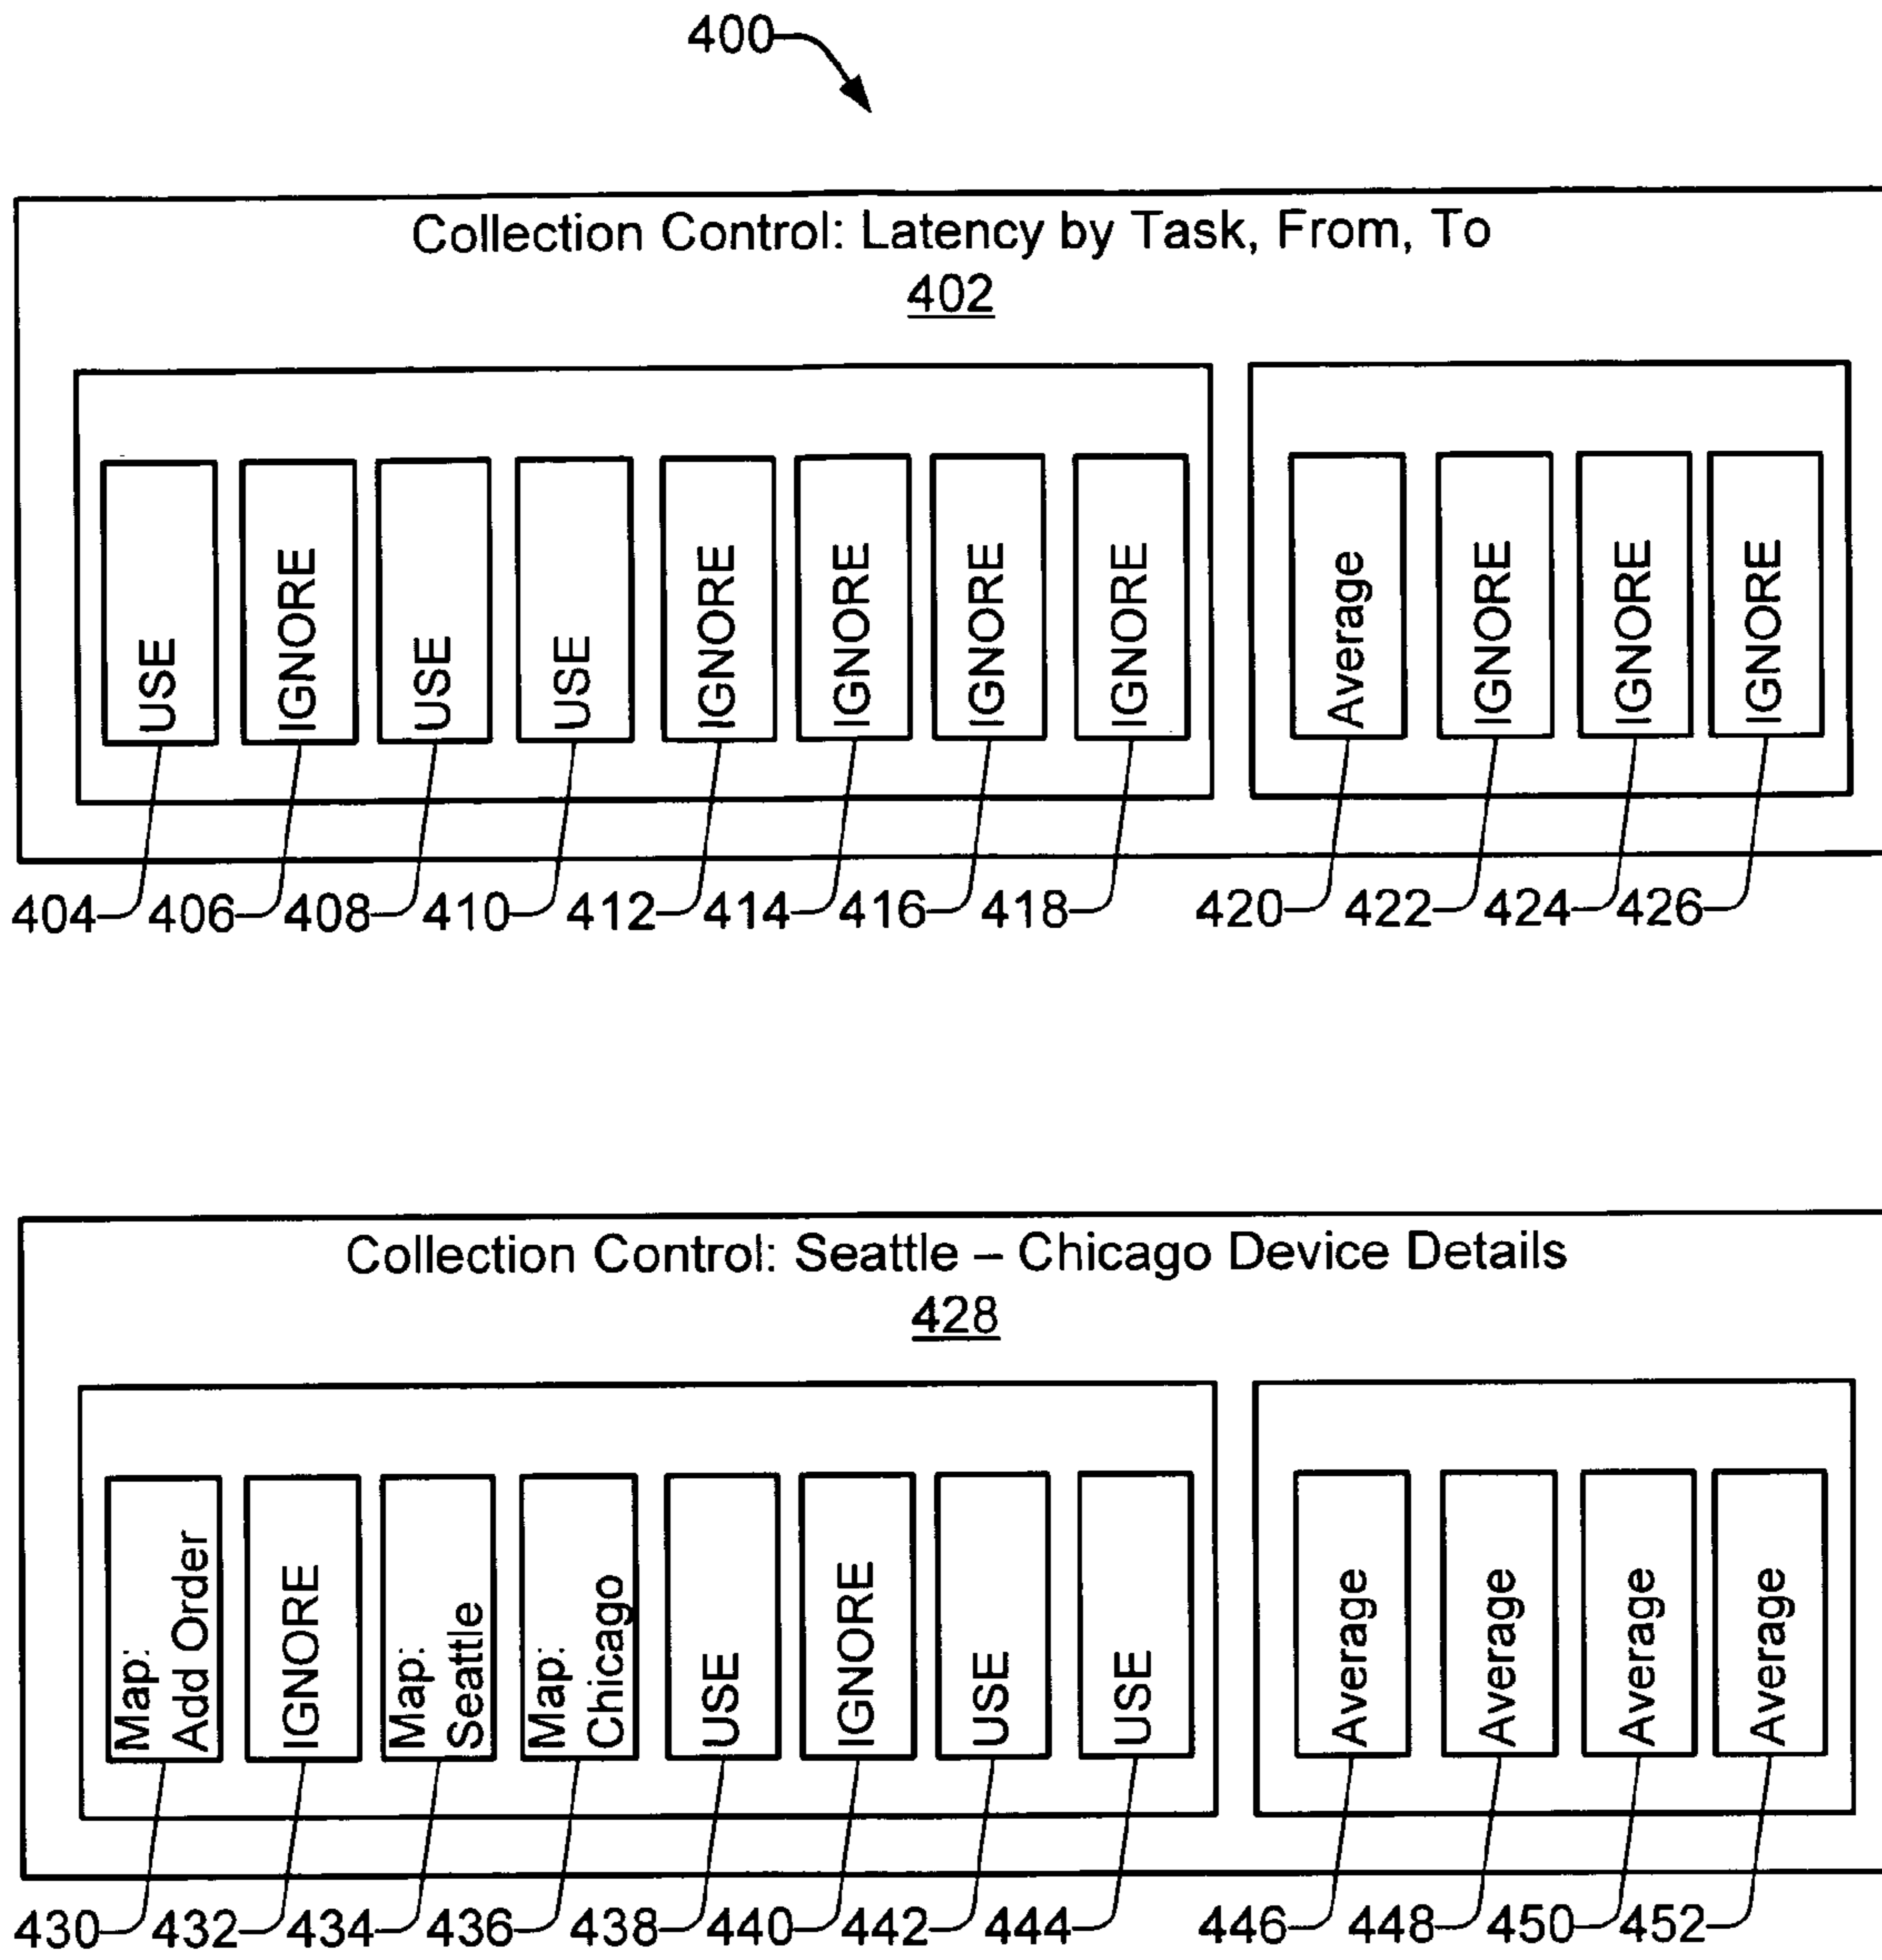 400
Collection Control: Latency by Task, From, To
402
USE
IGNORE
USE
USE
IGNORE
IGNORE
IGNORE
IGNORE
Average
IGNORE
IGNORE
IGNORE
404 406 408 410 412 414 416 418 420 422 424 426
Collection Control: Seattle – Chicago Device Details
428
Map:
Add Order
IGNORE
Map:
Seattle
Map:
Chicago
USE
IGNORE
USE
USE
Average
Average
Average
Average
430 432 434 436 438 440 442 444 446 448 450 452